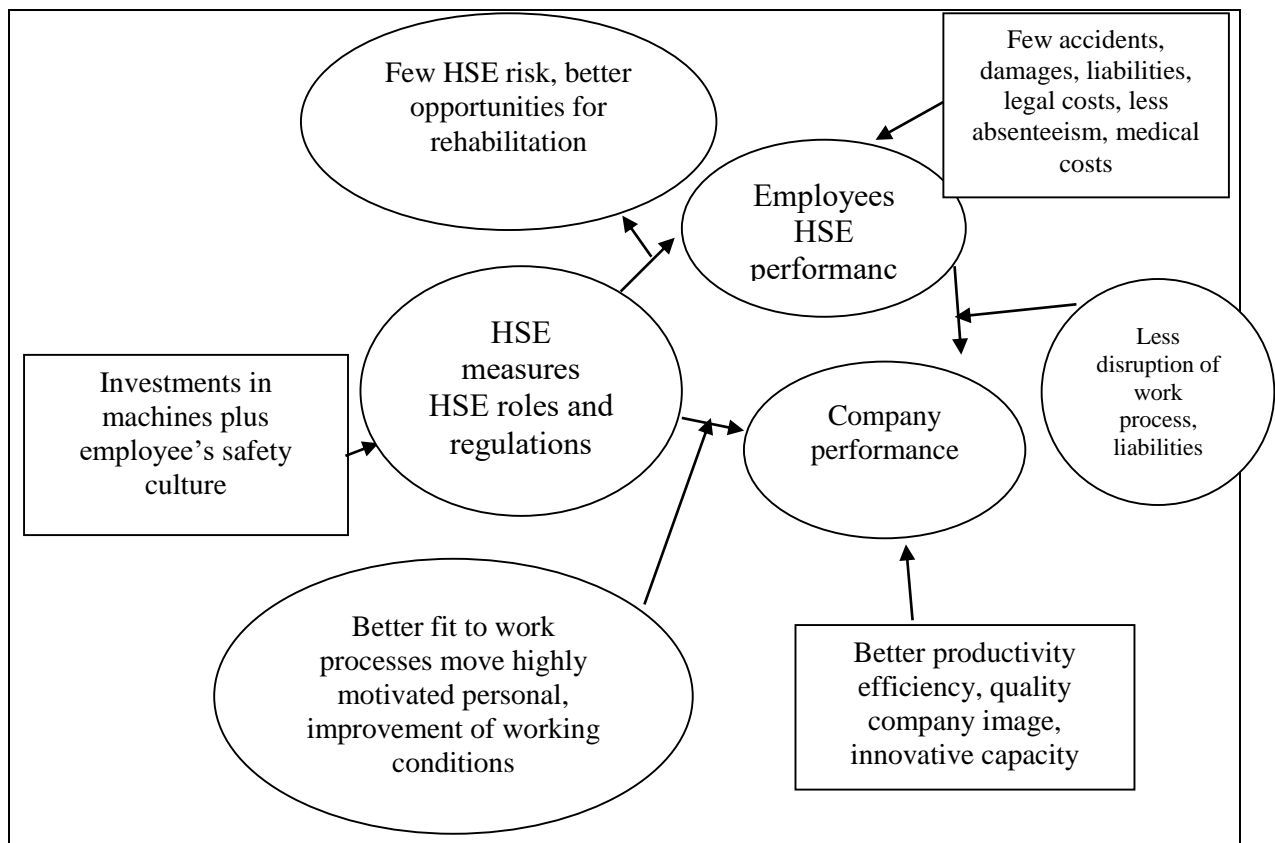 Few HSE risk, better
opportunities for
rehabilitation
Few accidents,
damages, liabilities,
legal costs, less
absenteeism, medical
costs
Employees
HSE
performanc
HSE
measures
HSE roles and
regulations
Investments in
machines plus
employee’s safety
culture
Company
performance
Less
disruption of
work
process,
liabilities
Better fit to work
processes move highly
motivated personal,
improvement of working
conditions
Better productivity
efficiency, quality
company image,
innovative capacity